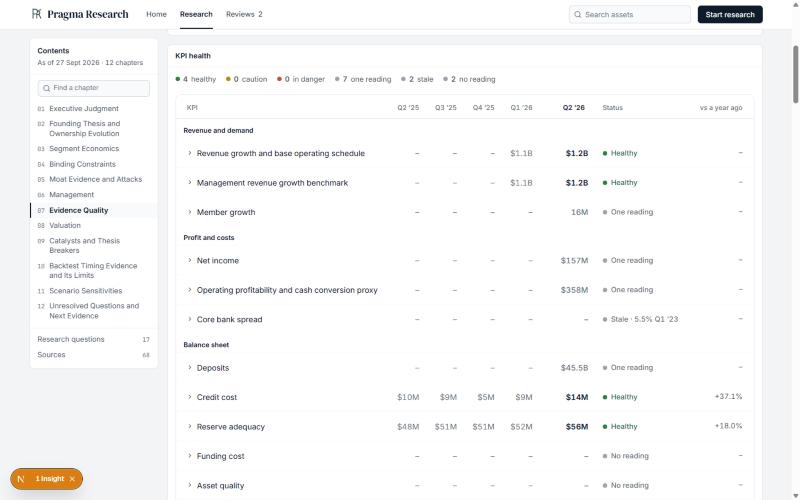 Pragma Research
Home
Research
Reviews 2
Search assets
Start research
Contents
As of 27 Sept 2026 · 12 chapters
Find a chapter
01 Executive Judgment
02 Founding Thesis and
Ownership Evolution
03 Segment Economics
04 Binding Constraints
05 Moat Evidence and Attacks
06 Management
07 Evidence Quality
08 Valuation
09 Catalysts and Thesis
Breakers
10 Backtest Timing Evidence
and Its Limits
11 Scenario Sensitivities
12 Unresolved Questions and
Next Evidence
Research questions 17
Sources 68
KPI health
4 healthy 0 caution 0 in danger 7 one reading 2 stale 2 no reading
KPI Q2 '25 Q3 '25 Q4 '25 Q1 '26 Q2 '26 Status vs a year ago
Revenue and demand
Revenue growth and base operating schedule – – – $1.1B $1.2B Healthy –
Management revenue growth benchmark – – – $1.1B $1.2B Healthy –
Member growth – – – – 16M One reading –
Profit and costs
Net income – – – – $157M One reading –
Operating profitability and cash conversion proxy – – – – $358M One reading –
Core bank spread – – – – – Stale · 5.5% Q1 '23 –
Balance sheet
Deposits – – – – $45.5B One reading –
Credit cost $10M $9M $5M $9M $14M Healthy +37.1%
Reserve adequacy $48M $51M $51M $52M $56M Healthy +18.0%
Funding cost – – – – – No reading –
Asset quality – – – – – No reading –
N 1 Insight ×